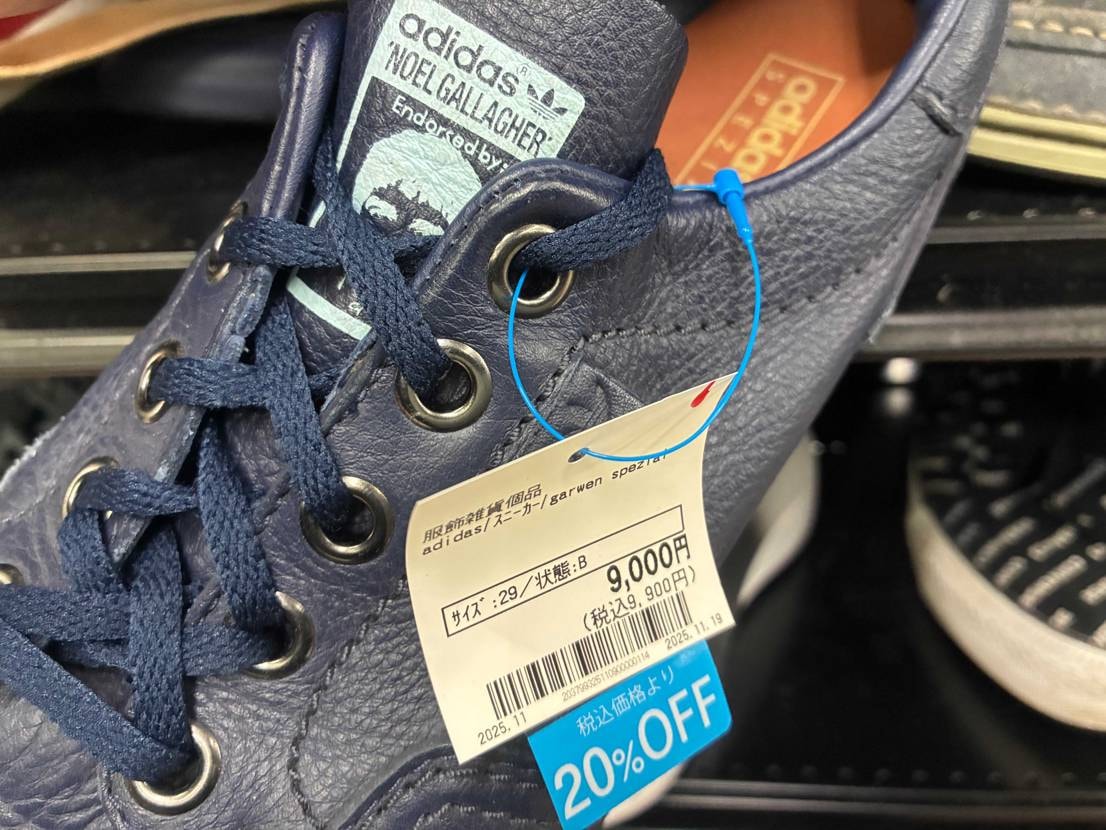 adidas
'NOEL GALLAGHER'
Endorsed by
adidas
SPEZI
服飾雑貨個品
adidas/スニーカー/garwen spezial
サイズ:29/状態:B
9,000円
(税込9,900円)
2025.11
2025.11.19
税込価格より
20%OFF